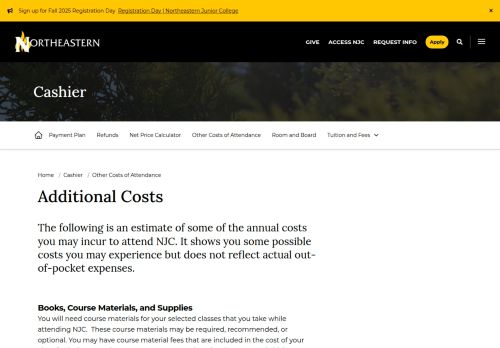 Sign up for Fall 2025 Registration Day Registration Day | Northeastern Junior College ×
NORTHEASTERN GIVE ACCESS NJC REQUEST INFO Apply
Cashier
Payment Plan Refunds Net Price Calculator Other Costs of Attendance Room and Board Tuition and Fees
Home / Cashier / Other Costs of Attendance
Additional Costs
The following is an estimate of some of the annual costs
you may incur to attend NJC. It shows you some possible
costs you may experience but does not reflect actual out-
of-pocket expenses.
Books, Course Materials, and Supplies
You will need course materials for your selected classes that you take while
attending NJC. These course materials may be required, recommended, or
optional. You may have course material fees that are included in the cost of your